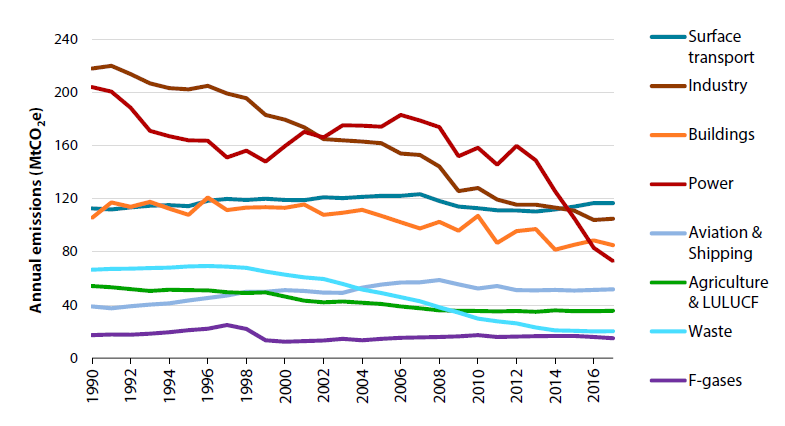 Annual emissions (MtCO₂e)
240
200
160
120
80
40
0
1990
1992
1994
1996
1998
2000
2002
2004
2006
2008
2010
2012
2014
2016
Surface
transport
Industry
Buildings
Power
Aviation &
Shipping
Agriculture
& LULUCF
Waste
F-gases